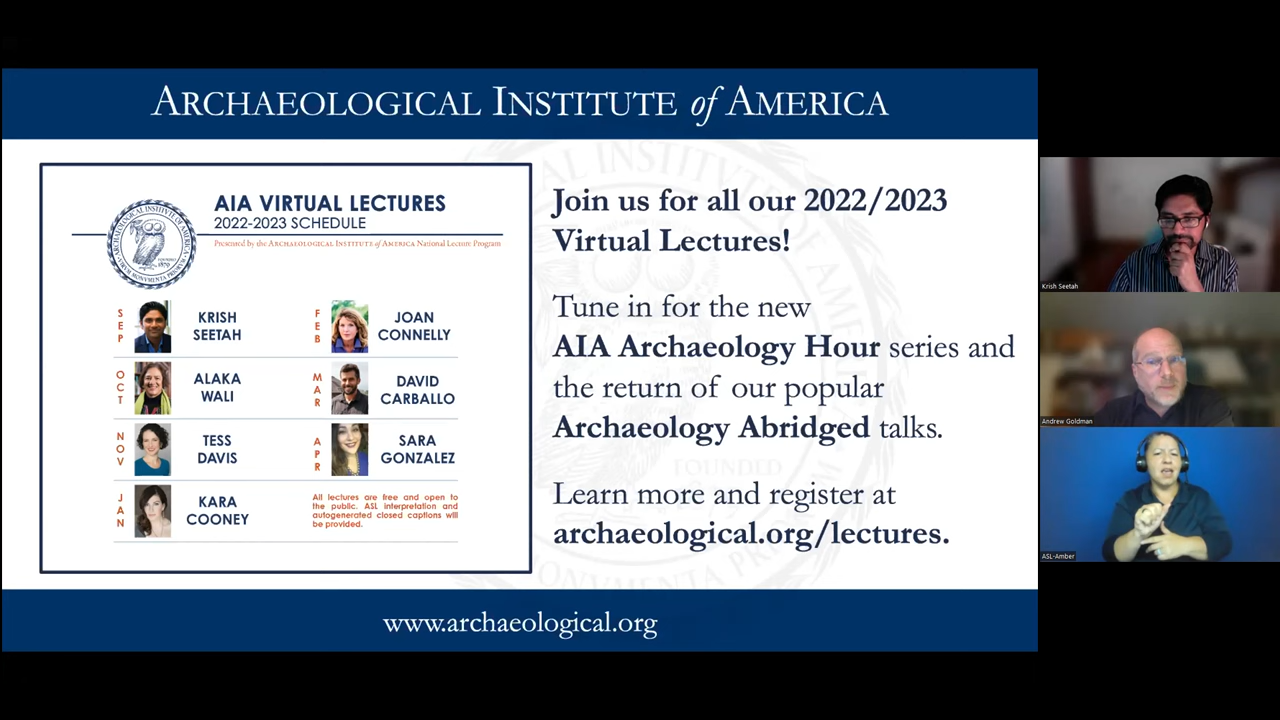 ARCHAEOLOGICAL INSTITUTE of AMERICA
AIA VIRTUAL LECTURES
2022-2023 SCHEDULE
Presented by the ARCHAEOLOGICAL INSTITUTE of AMERICA National Lecture Program
SEP
KRISH
SEETAH
OCT
ALAKA
WALI
NOV
TESS
DAVIS
JAN
KARA
COONEY
FEB
JOAN
CONNELLY
MAR
DAVID
CARBALLO
APR
SARA
GONZALEZ
All lectures are free and open to
the public. ASL interpretation and
autogenerated closed captions will
be provided.
Join us for all our 2022/2023
Virtual Lectures!
Tune in for the new
AIA Archaeology Hour series and
the return of our popular
Archaeology Abridged talks.
Learn more and register at
archaeological.org/lectures.
www.archaeological.org
Krish Seetah
Andrew Goldman
ASL-Amber